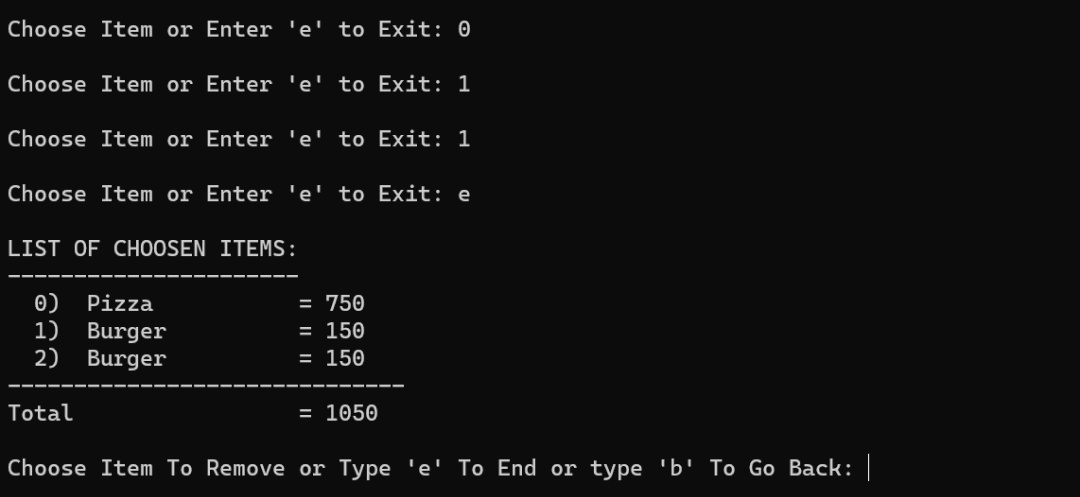 Choose Item or Enter 'e' to Exit: 0
Choose Item or Enter 'e' to Exit: 1
Choose Item or Enter 'e' to Exit: 1
Choose Item or Enter 'e' to Exit: e
LIST OF CHOOSEN ITEMS:
----------------------
0)  Pizza           = 750
1)  Burger          = 150
2)  Burger          = 150
------------------------------
Total                 = 1050
Choose Item To Remove or Type 'e' To End or type 'b' To Go Back: